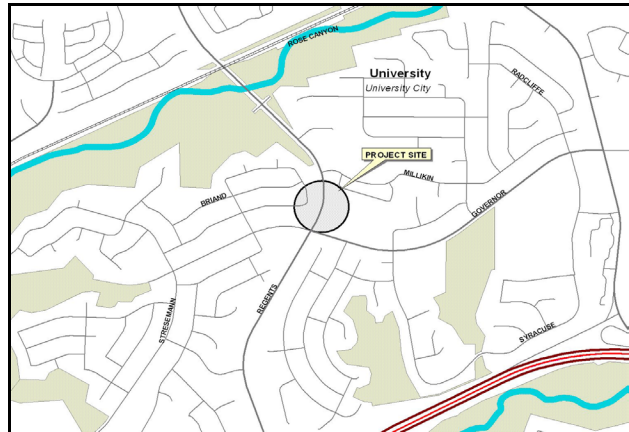 ROSE CANYON
University
University City
RADCLIFFE
PROJECT SITE
MILLIKIN
BRIAND
GOVERNOR
REGENTS
STRESEMANN
SYRACUSE